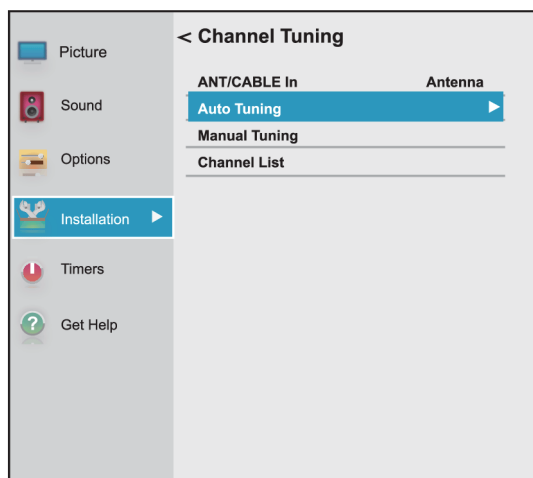 Picture
Sound
Options
Installation
Timers
? Get Help
< Channel Tuning
ANT/CABLE In Antenna
Auto Tuning
Manual Tuning
Channel List